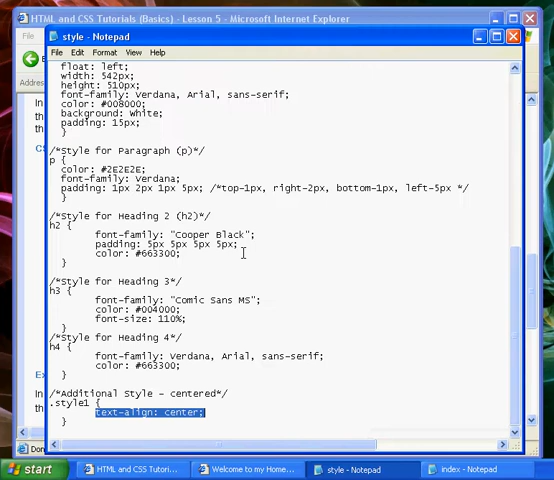 HTML and CSS Tutorials (Basics) - Lesson 5 - Microsoft Internet Explorer
style - Notepad
File
File Edit Format View Help
Address
float: left;
width: 542px;
height: 510px;
font-family: Verdana, Arial, sans-serif;
color: #008000;
background: White;
padding: 15px;
}
/*Style for Paragraph (p)*/
p {
color: #2E2E2E;
font-family: Verdana;
padding: 1px 2px 1px 5px; /*top-1px, right-2px, bottom-1px, left-5px */
}
/*Style for Heading 2 (h2)*/
h2 {
font-family: "Cooper Black";
padding: 5px 5px 5px 5px;
color: #663300;
}
/*Style for Heading 3*/
h3 {
font-family: "Comic Sans MS";
color: #004000;
font-size: 110%;
}
/*Style for Heading 4*/
h4 {
font-family: Verdana, Arial, sans-serif;
color: #663300;
}
/*Additional Style - centered*/
.style1 {
text-align: center;
}
start
HTML and CSS Tutori...
Welcome to my Home...
style - Notepad
index - Notepad